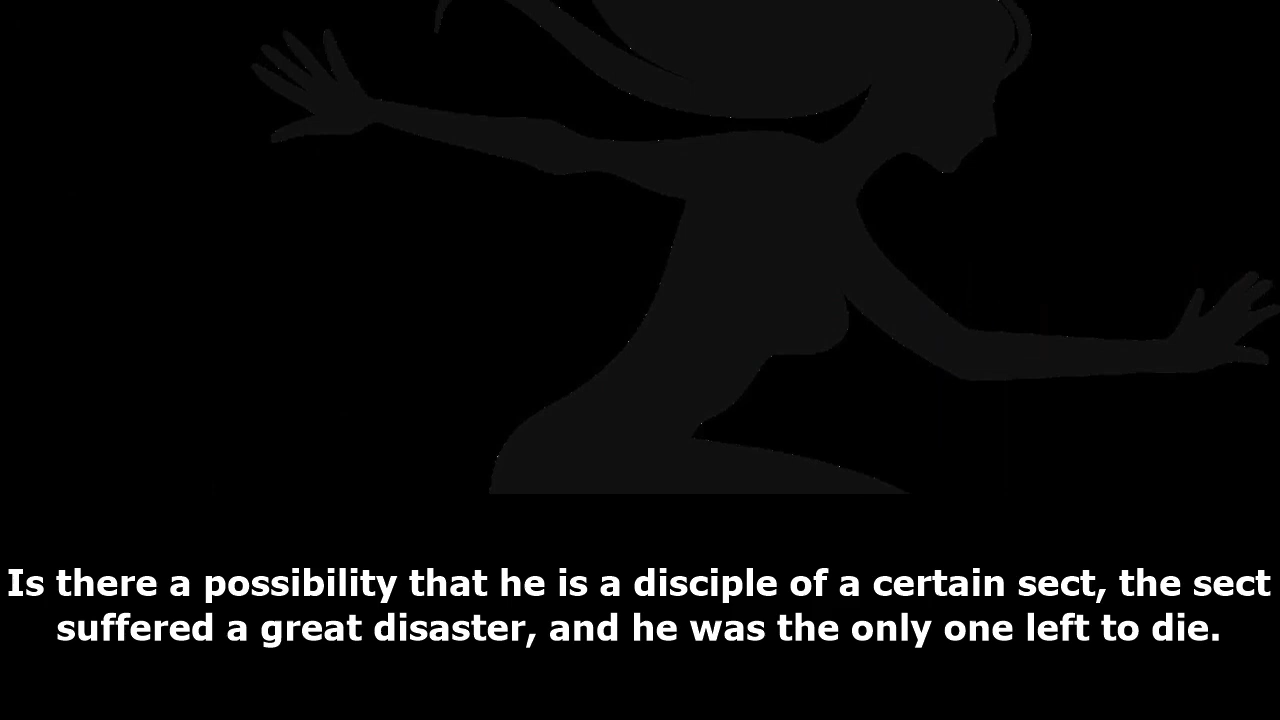 Is there a possibility that he is a disciple of a certain sect, the sect
suffered a great disaster, and he was the only one left to die.